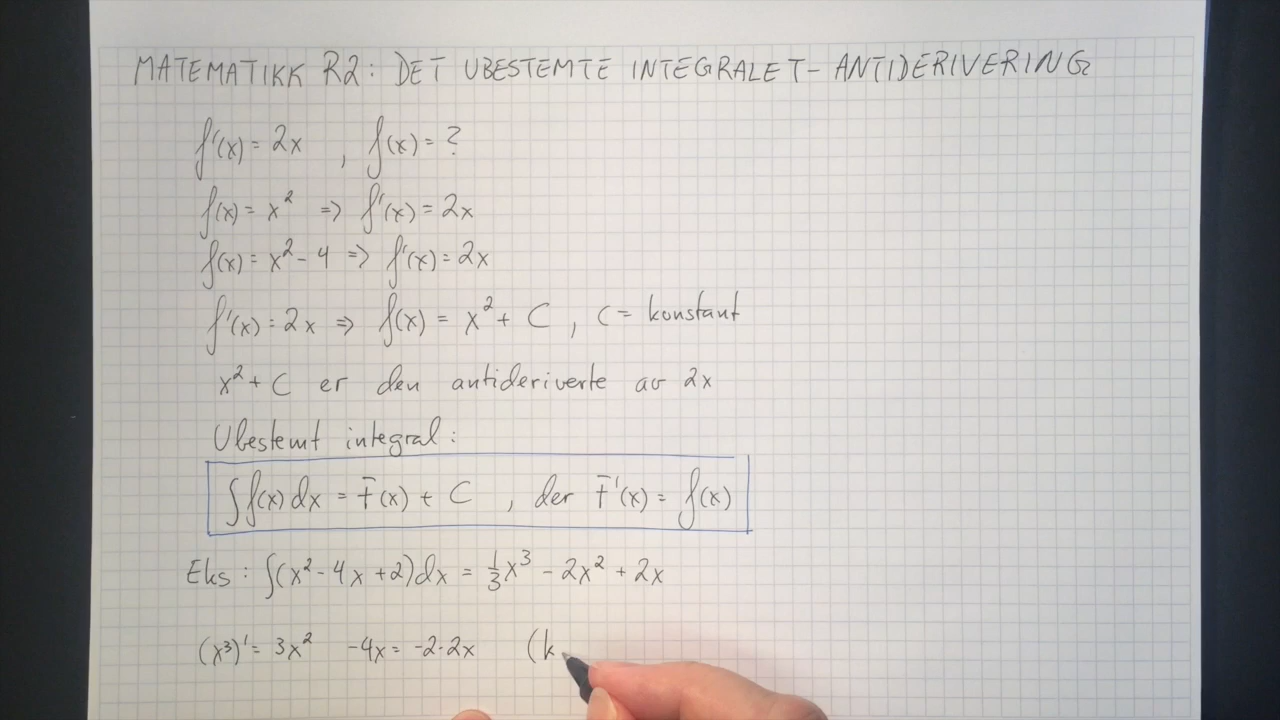 MATEMATIKK R2: DET UBESTEMTE INTEGRALET - ANTIDERIVERING
f'(x) = 2x , f(x) = ?
f(x) = x² => f'(x) = 2x
f(x) = x² - 4 => f'(x) = 2x
f'(x) = 2x => f(x) = x² + C , C = konstant
x² + C er den antideriverte av 2x
Ubestemt integral:
∫f(x) dx = F(x) + C , der F'(x) = f(x)
Eks: ∫(x² - 4x + 2)dx = 1/3 x³ - 2x² + 2x
(x³)' = 3x² -4x = -2·2x (k